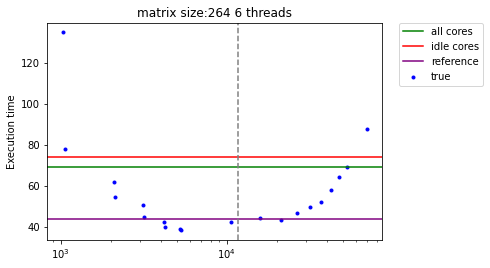 matrix size:264 6 threads
all cores
idle cores
reference
true
Execution time
120
100
80
60
40
10³
10⁴